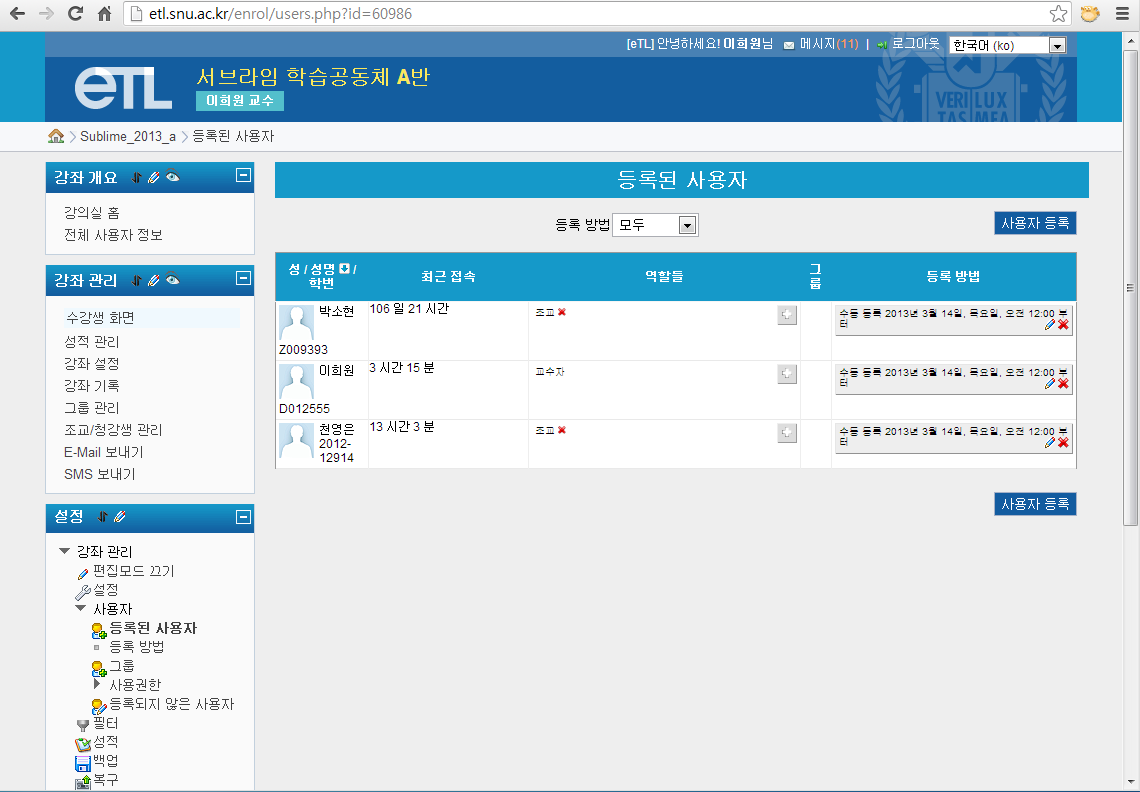 etl.snu.ac.kr/enrol/users.php?id=60986
[eTL] 안녕하세요! 이희원님 메시지(11) | 로그아웃 한국어 (ko)
eTL 서브라임 학습공동체 A반
이희원 교수
VERI LUX
TAS MEA
Sublime_2013_a 등록된 사용자
강좌 개요
강의실 홈
전체 사용자 정보
강좌 관리
수강생 화면
성적 관리
강좌 설정
강좌 기록
그룹 관리
조교/청강생 관리
E-Mail 보내기
SMS 보내기
설정
강좌 관리
편집모드 끄기
설정
사용자
등록된 사용자
등록 방법
그룹
사용권한
등록되지 않은 사용자
필터
성적
백업
복구
등록된 사용자
등록 방법 모두 사용자 등록
성 / 성명 / 학번 최근 접속 역할들 그룹 등록 방법
박소현 106 일 21 시간 조교 수동 등록 2013년 3월 14일, 목요일, 오전 12:00 부
터
Z009393
이희원 3 시간 15 분 교수자 수동 등록 2013년 3월 14일, 목요일, 오전 12:00 부
터
D012555
천영은 13 시간 3 분 조교 수동 등록 2013년 3월 14일, 목요일, 오전 12:00 부
2012- 터
12914
사용자 등록